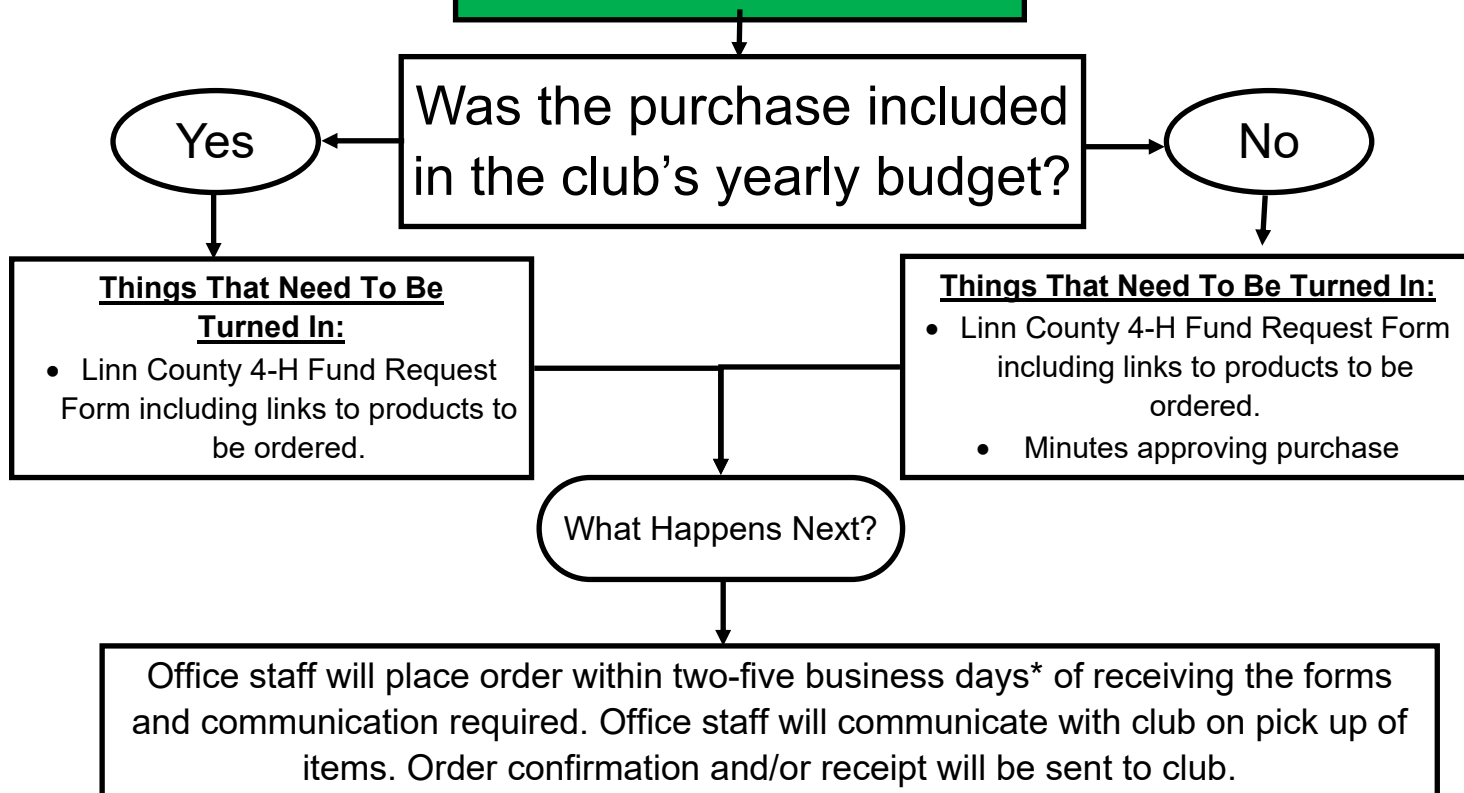 Was the purchase included
in the club’s yearly budget?
Yes
No
Things That Need To Be
Turned In:
• Linn County 4-H Fund Request
Form including links to products to
be ordered.
Things That Need To Be Turned In:
• Linn County 4-H Fund Request Form
including links to products to be
ordered.
• Minutes approving purchase
What Happens Next?
Office staff will place order within two-five business days* of receiving the forms
and communication required. Office staff will communicate with club on pick up of
items. Order confirmation and/or receipt will be sent to club.